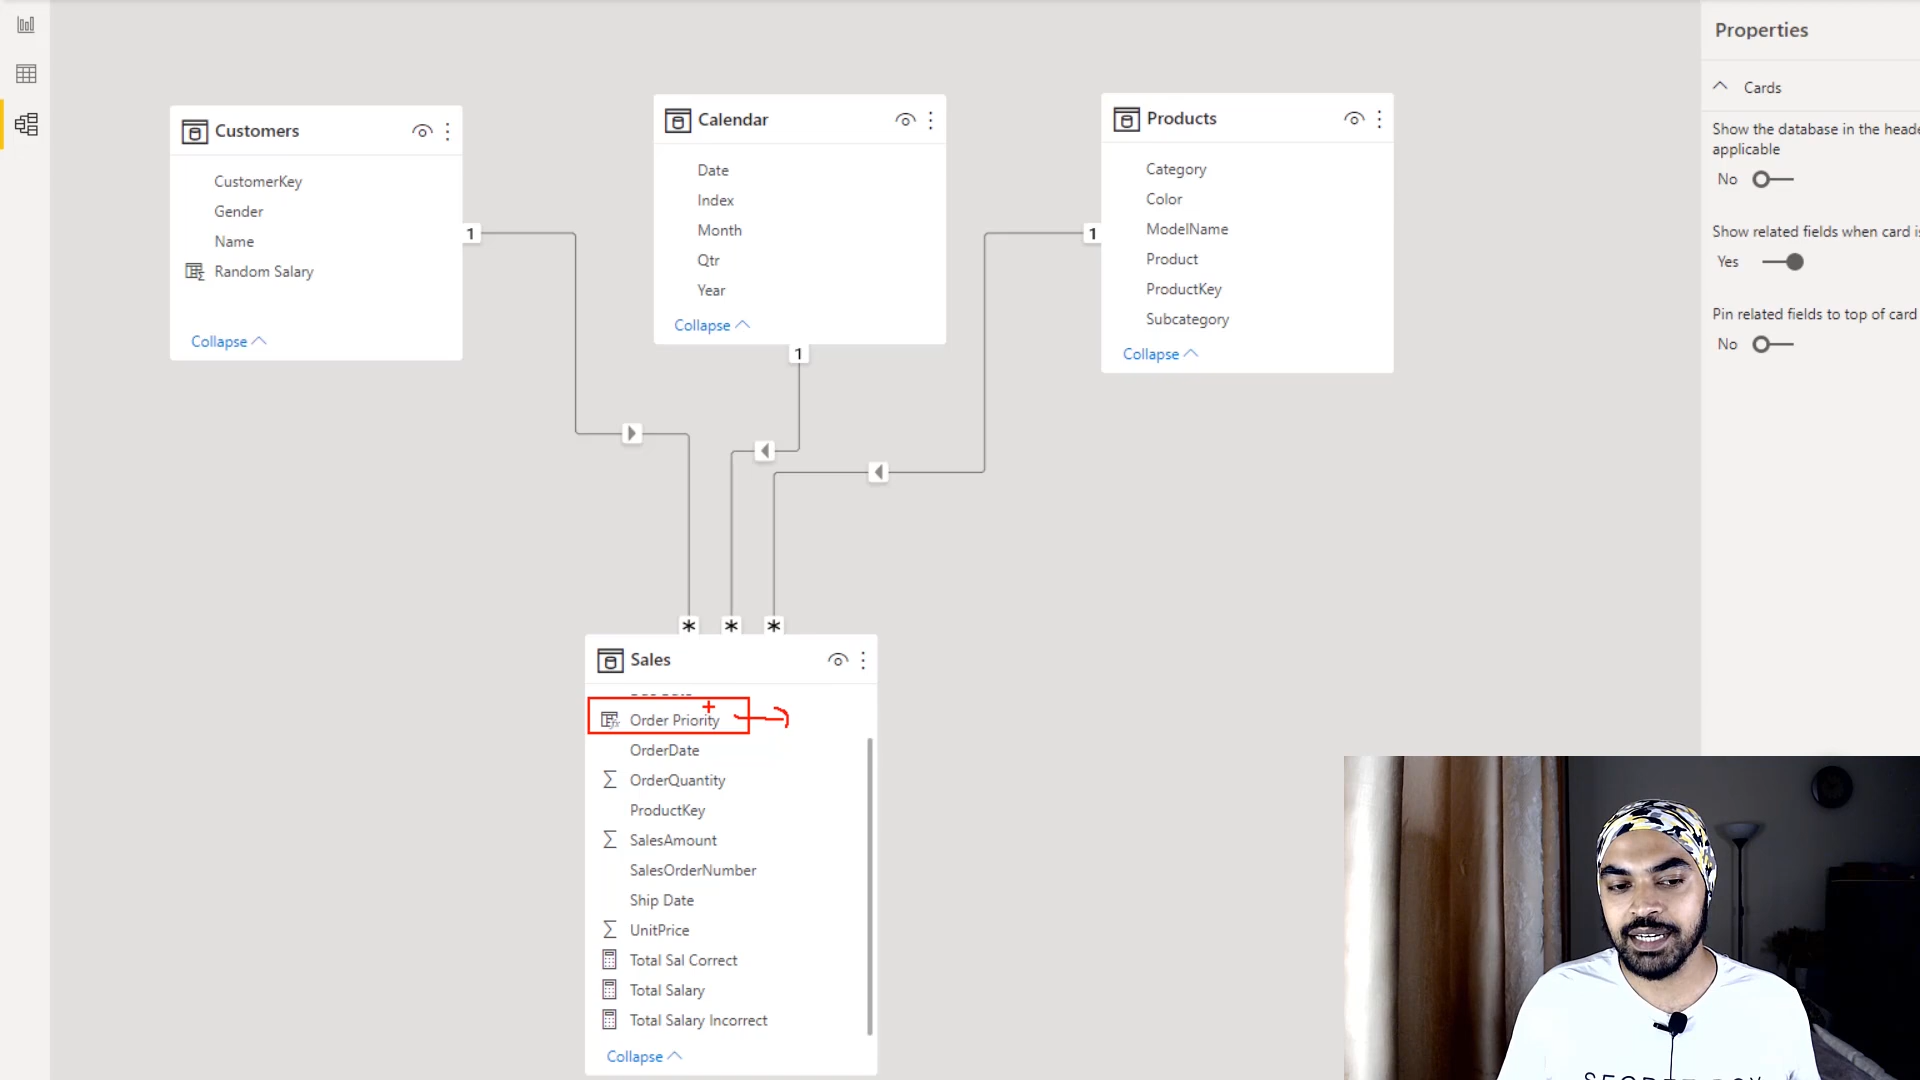 Properties
Cards
Show the database in the heade
applicable
No
Show related fields when card is
Yes
Pin related fields to top of card
No
Customers
CustomerKey
Gender
Name
Random Salary
Collapse
Calendar
Date
Index
Month
Qtr
Year
Collapse
Products
Category
Color
ModelName
Product
ProductKey
Subcategory
Collapse
1
1
1
* * *
Sales
Order Priority
OrderDate
OrderQuantity
ProductKey
SalesAmount
SalesOrderNumber
Ship Date
UnitPrice
Total Sal Correct
Total Salary
Total Salary Incorrect
Collapse